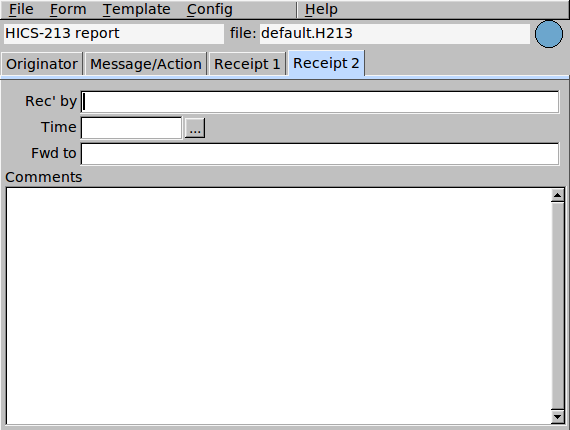 File Form Template Config Help
HICS-213 report file: default.H213
Originator Message/Action Receipt 1 Receipt 2
Rec' by
Time ...
Fwd to
Comments